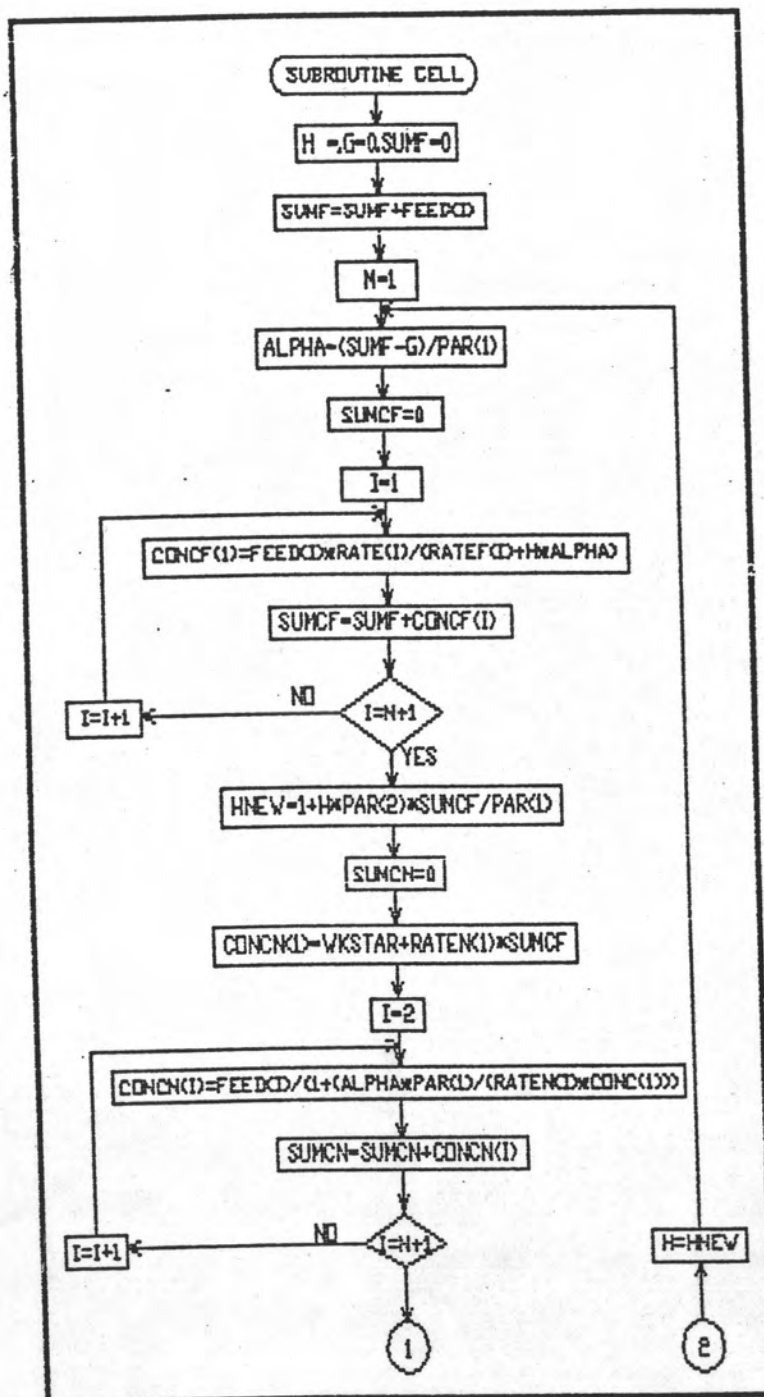 SUBROUTINE CELL
H =,G=0,SUMF=0
SUMF=SUMF+FEED(I)
N=1
ALPHA=(SUMF-G)/PAR(1)
SUMCF=0
I=1
CONCF(1)=FEED(I)*RATE(I)/(RATEF(I)+H*ALPHA)
SUMCF=SUMF+CONCF(I)
I=N+1
NO
I=I+1
YES
HNEW=1+H*PAR(2)*SUMCF/PAR(1)
SUMCN=0
CONCN(1)=WKSTAR+RATEN(1)*SUMCF
I=2
CONCN(I)=FEED(I)/(1+(ALPHA*PAR(1)/(RATEN(I)*CONC(1)))
SUMCN=SUMCN+CONCN(I)
I=N+1
NO
I=I+1
H=HNEW
1
2